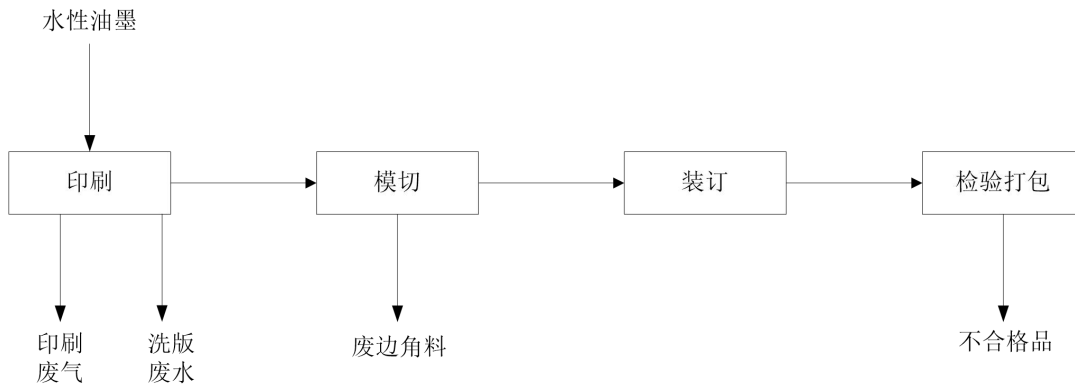 水性油墨
印刷
模切
装订
检验打包
印刷
废气
洗版
废水
废边角料
不合格品